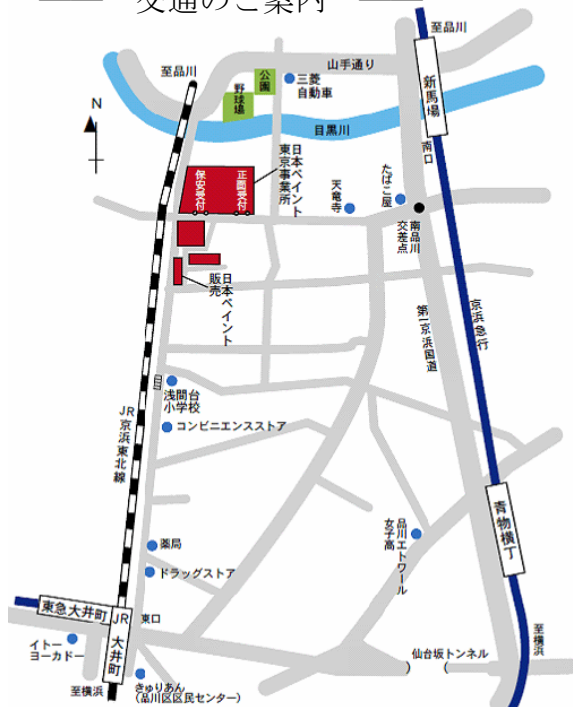 交通のご案内
至品川
至品川
山手通り
公園
三菱
自動車
野球場
新馬場
N
目黒川
南口
日本ペイント
東京事業所
正面受付
保安受付
たばこ屋
天竜寺
南品川
交差点
日本ペイント
販売
京浜急行
第一京浜国道
浅間台
小学校
コンビニエンスストア
JR京浜東北線
青物横丁
品川エトワール
女子高
薬局
ドラッグストア
東急大井町
JR大井町
東口
イトー
ヨーカドー
仙台坂トンネル
至横浜
至横浜
きゅりあん
(品川区区民センター)